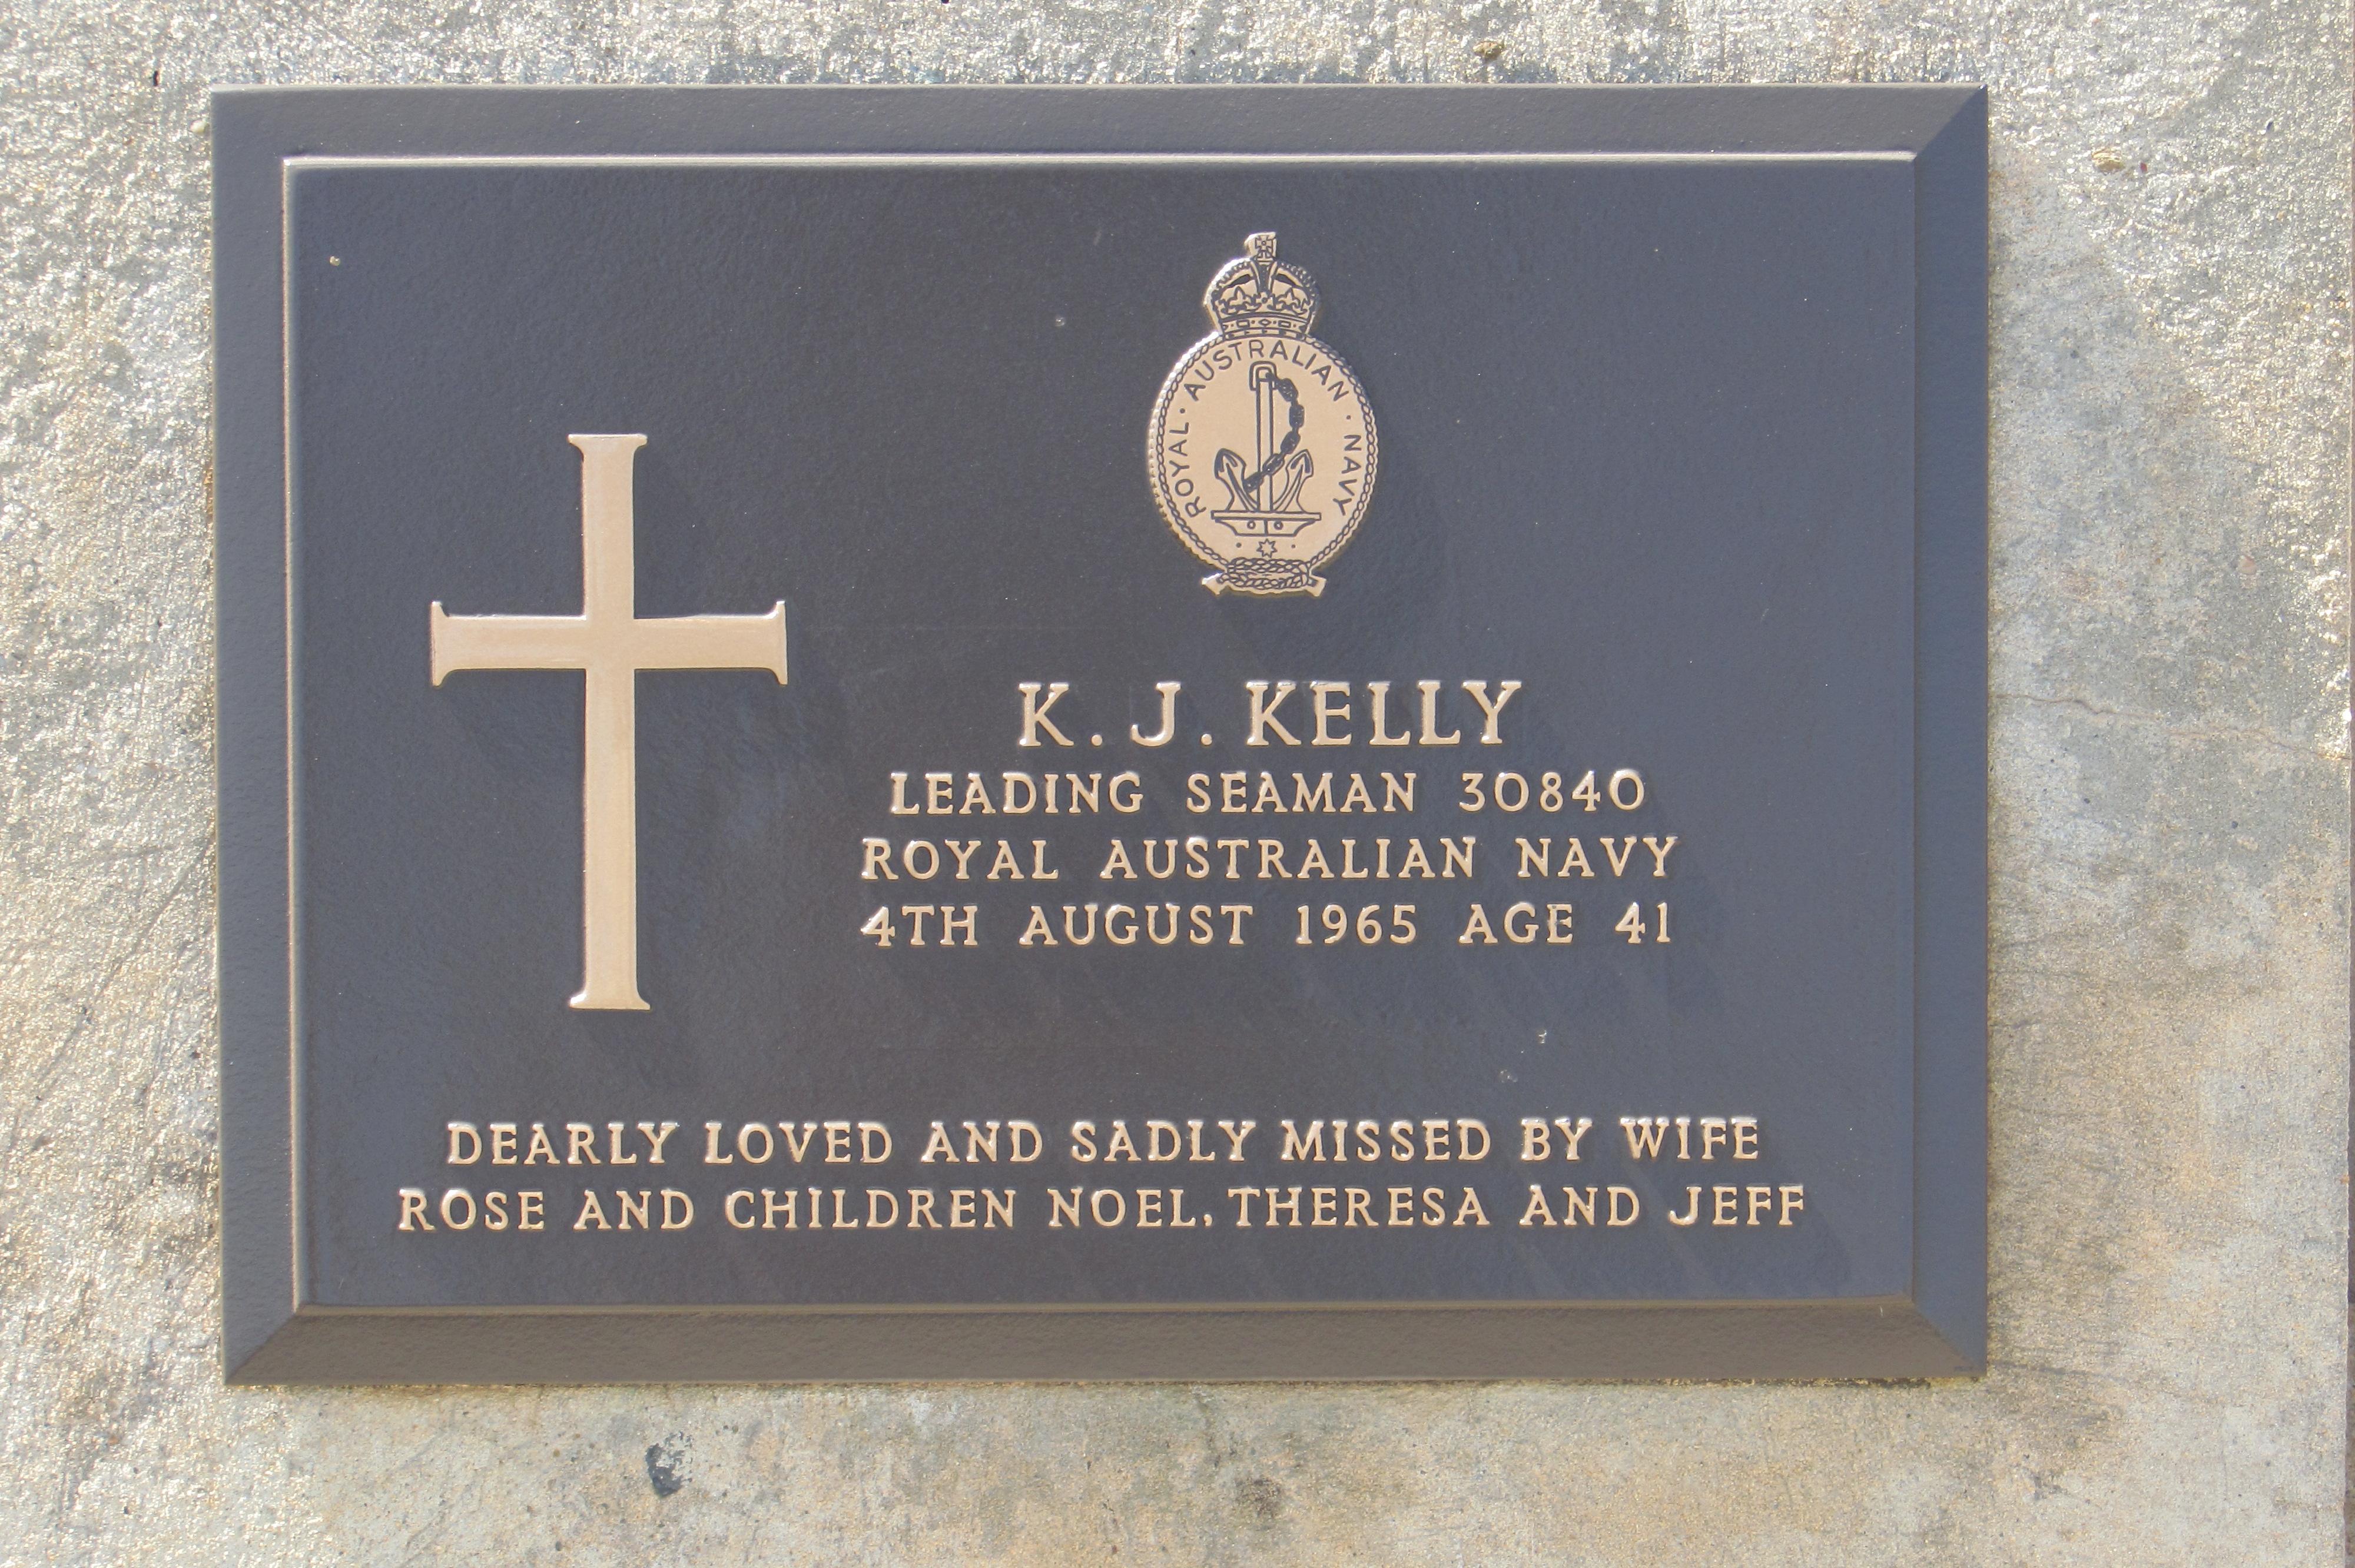 ROYAL · AUSTRALIAN · NAVY
K. J. KELLY
LEADING SEAMAN 30840
ROYAL AUSTRALIAN NAVY
4TH AUGUST 1965 AGE 41
DEARLY LOVED AND SADLY MISSED BY WIFE
ROSE AND CHILDREN NOEL, THERESA AND JEFF